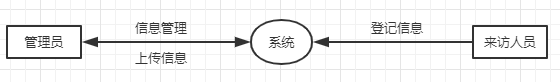 信息管理
登记信息
管理员
系统
来访人员
上传信息